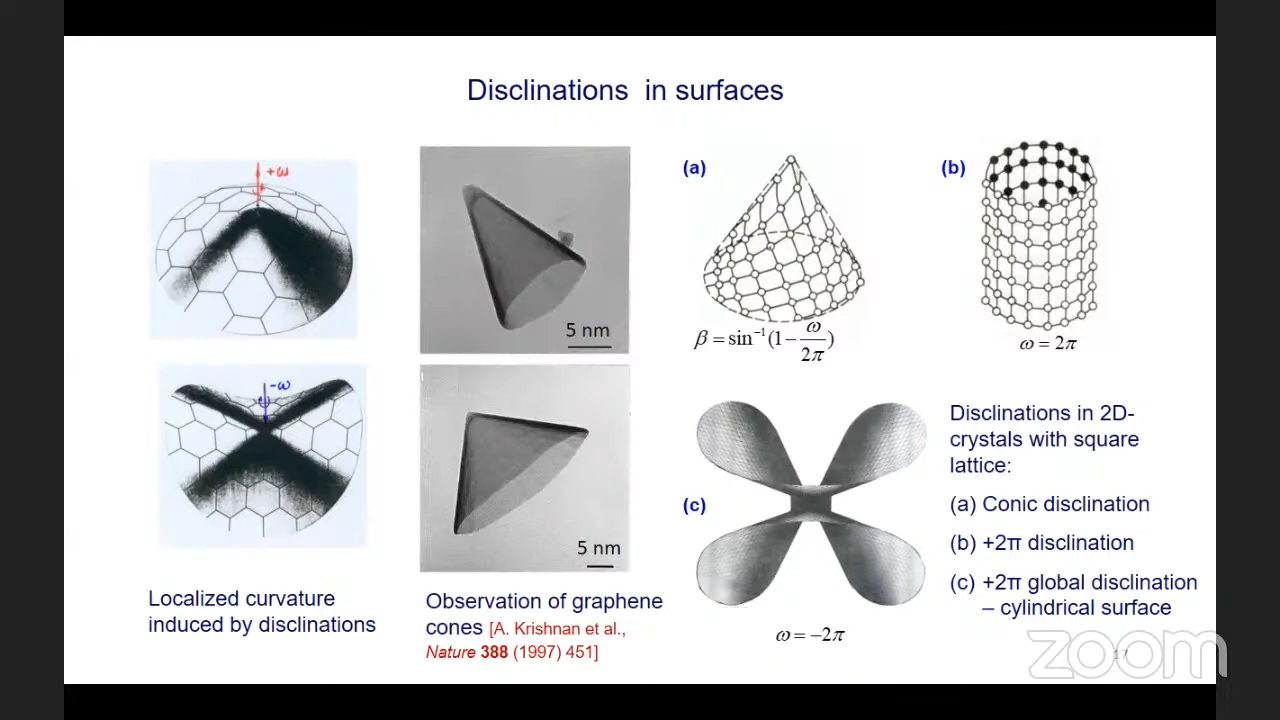 Disclinations in surfaces
+ω
-ω
Localized curvature
induced by disclinations
5 nm
5 nm
Observation of graphene
cones [A. Krishnan et al.,
Nature 388 (1997) 451]
(a)
β = sin⁻¹(1 − ω/2π)
(b)
ω = 2π
(c)
ω = −2π
Disclinations in 2D-
crystals with square
lattice:
(a) Conic disclination
(b) +2π disclination
(c) +2π global disclination
– cylindrical surface
17
zoom